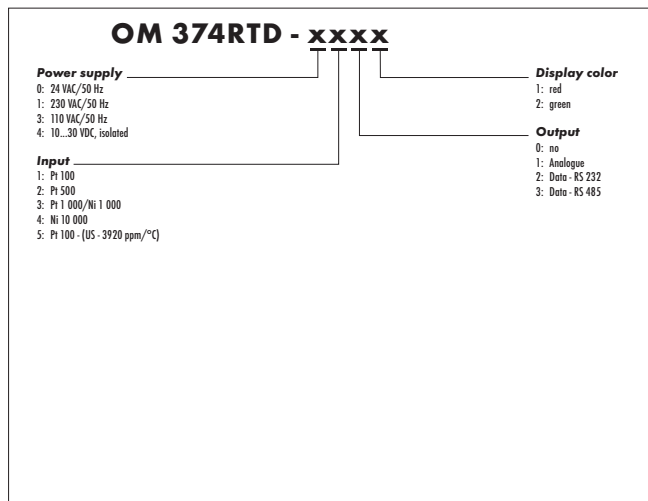 OM 374RTD - xxxx
Power supply
0: 24 VAC/50 Hz
1: 230 VAC/50 Hz
3: 110 VAC/50 Hz
4: 10...30 VDC, isolated
Input
1: Pt 100
2: Pt 500
3: Pt 1 000/Ni 1 000
4: Ni 10 000
5: Pt 100 - (US - 3920 ppm/°C)
Display color
1: red
2: green
Output
0: no
1: Analogue
2: Data - RS 232
3: Data - RS 485